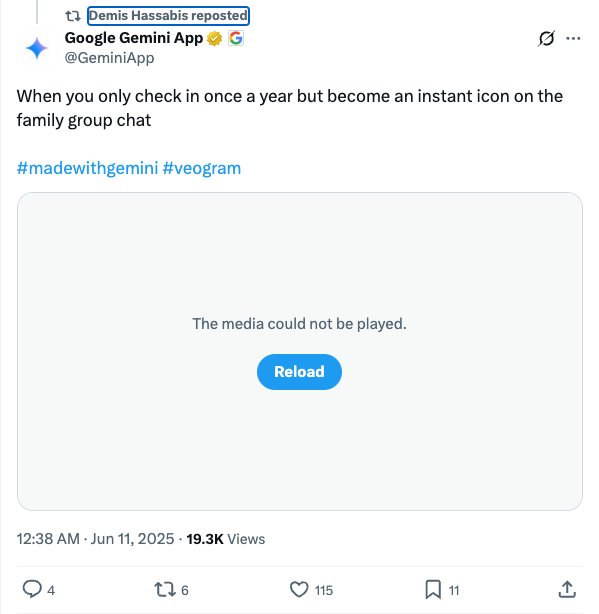 Demis Hassabis reposted
Google Gemini App
@GeminiApp
When you only check in once a year but become an instant icon on the
family group chat
#madewithgemini #veogram
The media could not be played.
Reload
12:38 AM · Jun 11, 2025 · 19.3K Views
4 6 115 11